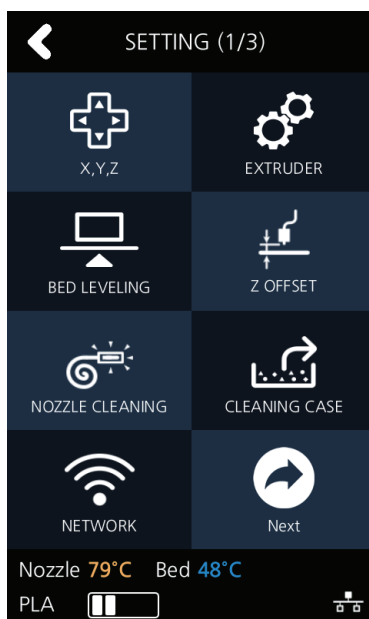 SETTING (1/3)
X,Y,Z
EXTRUDER
BED LEVELING
Z OFFSET
NOZZLE CLEANING
CLEANING CASE
NETWORK
Next
Nozzle 79°C Bed 48°C
PLA